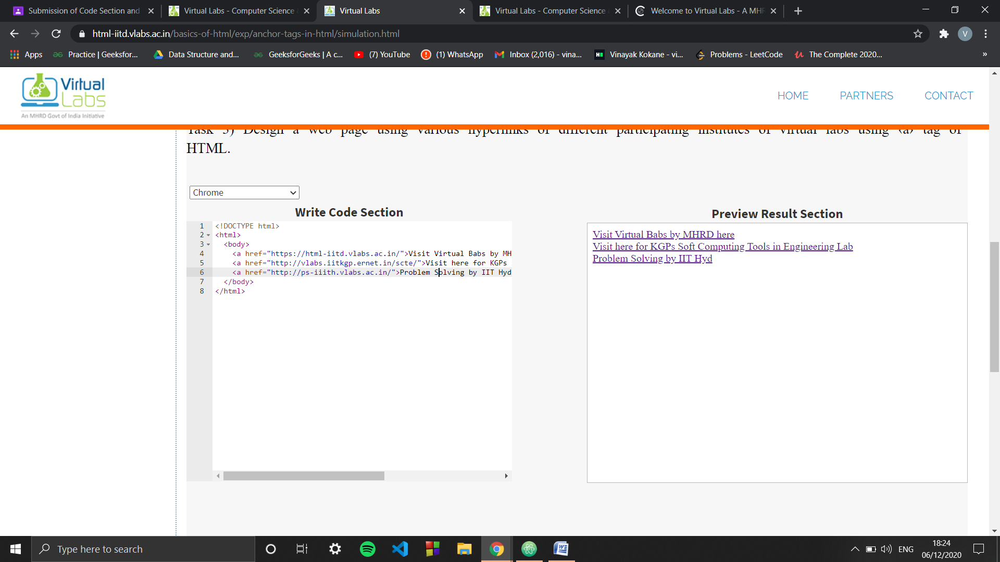 Submission of Code Section and
Virtual Labs - Computer Science &
Virtual Labs
Virtual Labs - Computer Science
Welcome to Virtual Labs - A MHR
html-iitd.vlabs.ac.in/basics-of-html/exp/anchor-tags-in-html/simulation.html
V
Apps
Practice | Geeksfor...
Data Structure and...
GeeksforGeeks | A c...
(7) YouTube
(1) WhatsApp
Inbox (2,016) - vina...
Vinayak Kokane - vi...
Problems - LeetCode
The Complete 2020...
»
Virtual
Labs
An MHRD Govt of India Initiative
HOME
PARTNERS
CONTACT
Task 3) Design a web page using various hyperlinks of different participating institutes of virtual labs using <a> tag of
HTML.
Chrome
Write Code Section
Preview Result Section
1 <!DOCTYPE html>
2 <html>
3 <body>
4 <a href="https://html-iitd.vlabs.ac.in/">Visit Virtual Babs by MH
5 <a href="http://vlabs.iitkgp.ernet.in/scte/">Visit here for KGPs
6 <a href="http://ps-iiith.vlabs.ac.in/">Problem Solving by IIT Hyd
7 </body>
8 </html>
Visit Virtual Babs by MHRD here
Visit here for KGPs Soft Computing Tools in Engineering Lab
Problem Solving by IIT Hyd
Type here to search
ENG
18:24
06/12/2020